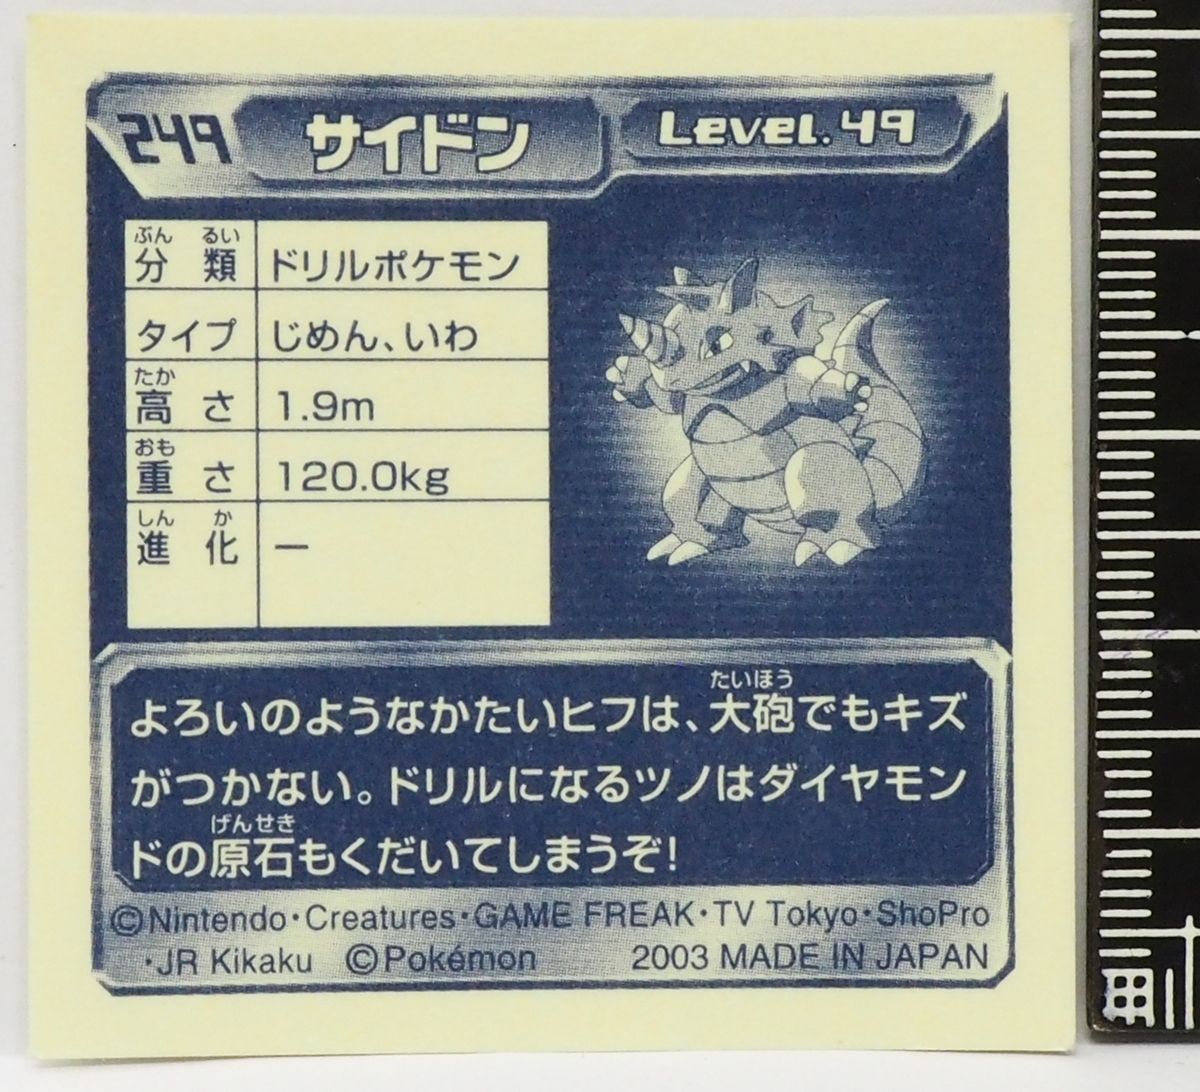 249 サイドン Level.49
ぶん るい
分類 ドリルポケモン
タイプ じめん、いわ
たか
高さ 1.9m
おも
重さ 120.0kg
しん か
進化 ー
たいほう
よろいのようなかたいヒフは、大砲でもキズ
がつかない。ドリルになるツノはダイヤモン
げんせき
ドの原石もくだいてしまうぞ!
©Nintendo・Creatures・GAME FREAK・TV Tokyo・ShoPro
・JR Kikaku ©Pokémon 2003 MADE IN JAPAN